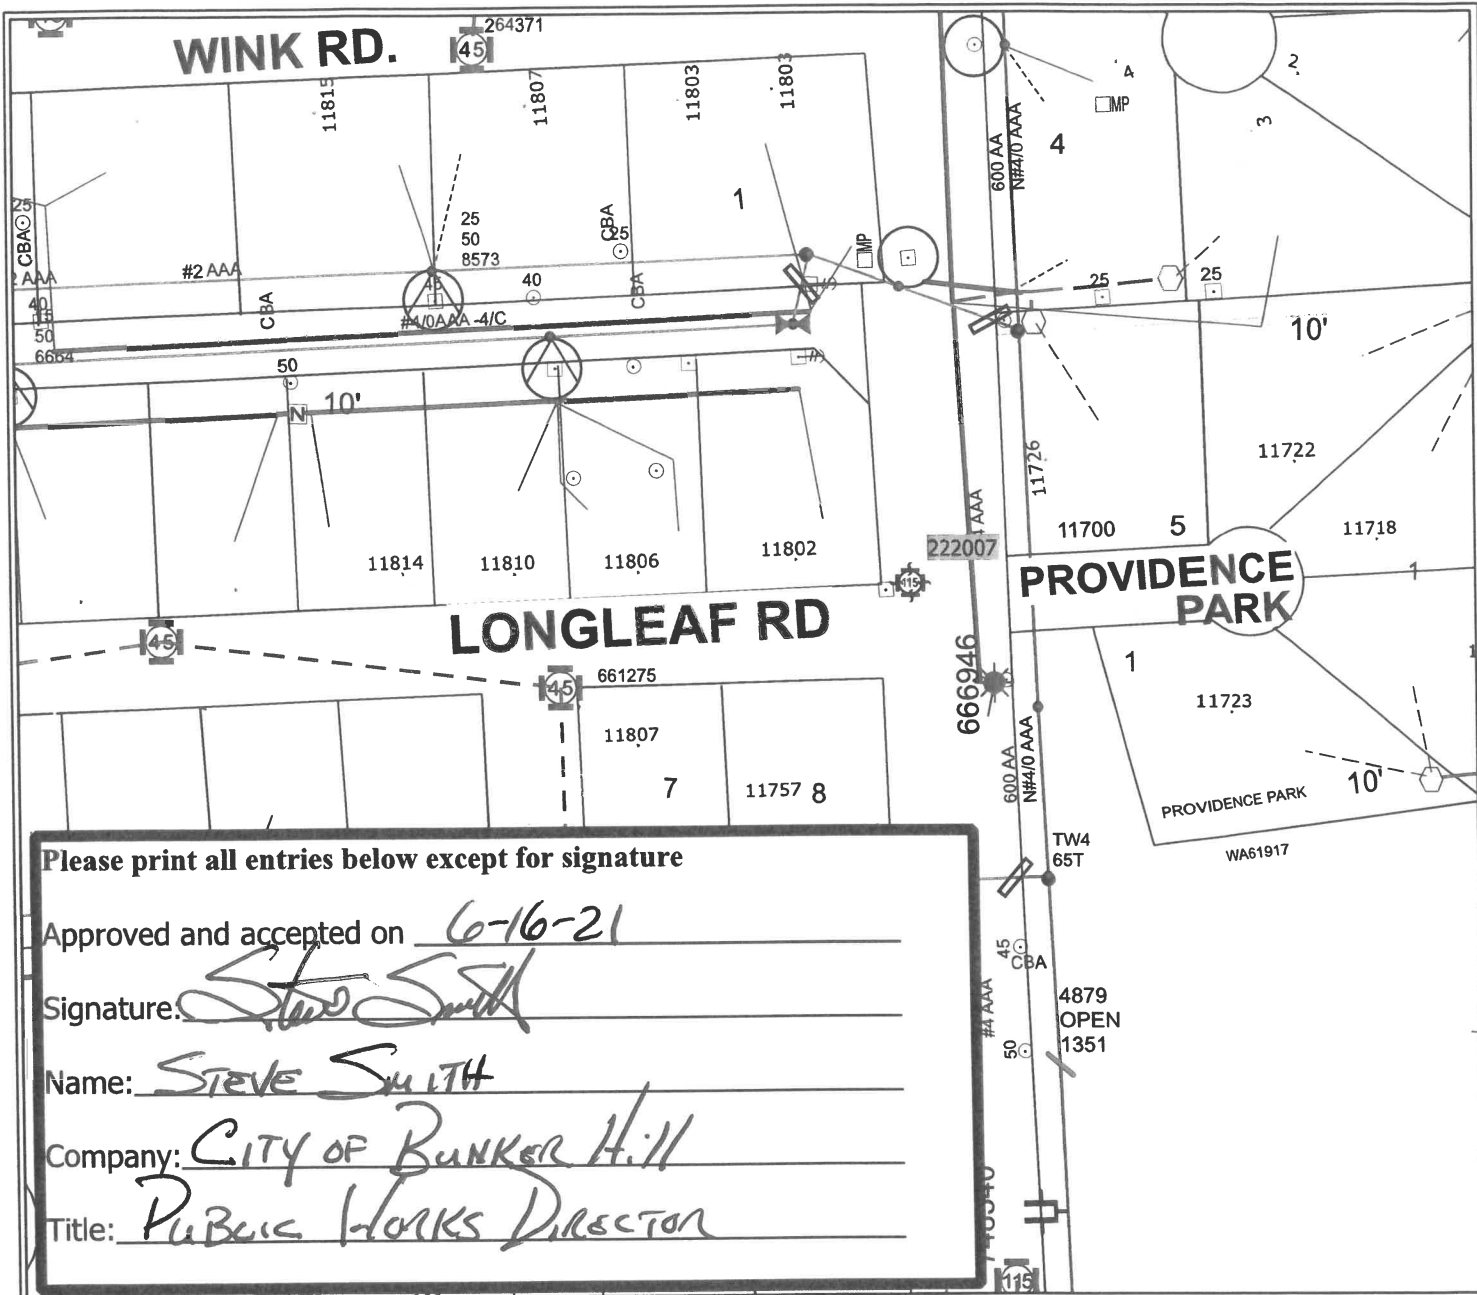 264371
WINK RD.
45
11815
11807
11803
11803
2
4
MP
3
4
600 AA
N#4/0 AAA
1
25
CBA
25
50
8573
CBA
25
MP
2 AAA
#2 AAA
45
40
CBA
25
25
40
15
50
6664
CBA
#4/0AAA -4/C
10'
50
N
10'
11726
11722
4 AAA
11700
5
11718
11814
11810
11806
11802
222007
115
PROVIDENCE
PARK
1
LONGLEAF RD
45
661275
45
666946
1
11723
11807
7
11757
8
600 AA
N#4/0 AAA
10'
PROVIDENCE PARK
WA61917
TW4
65T
Please print all entries below except for signature
Approved and accepted on 6-16-21
Signature: Steve Smith
Name: STEVE SMITH
Company: CITY OF BUNKER Hill
Title: PUBLIC WORKS DIRECTOR
45
CBA
#4 AAA
50
4879
OPEN
1351
115